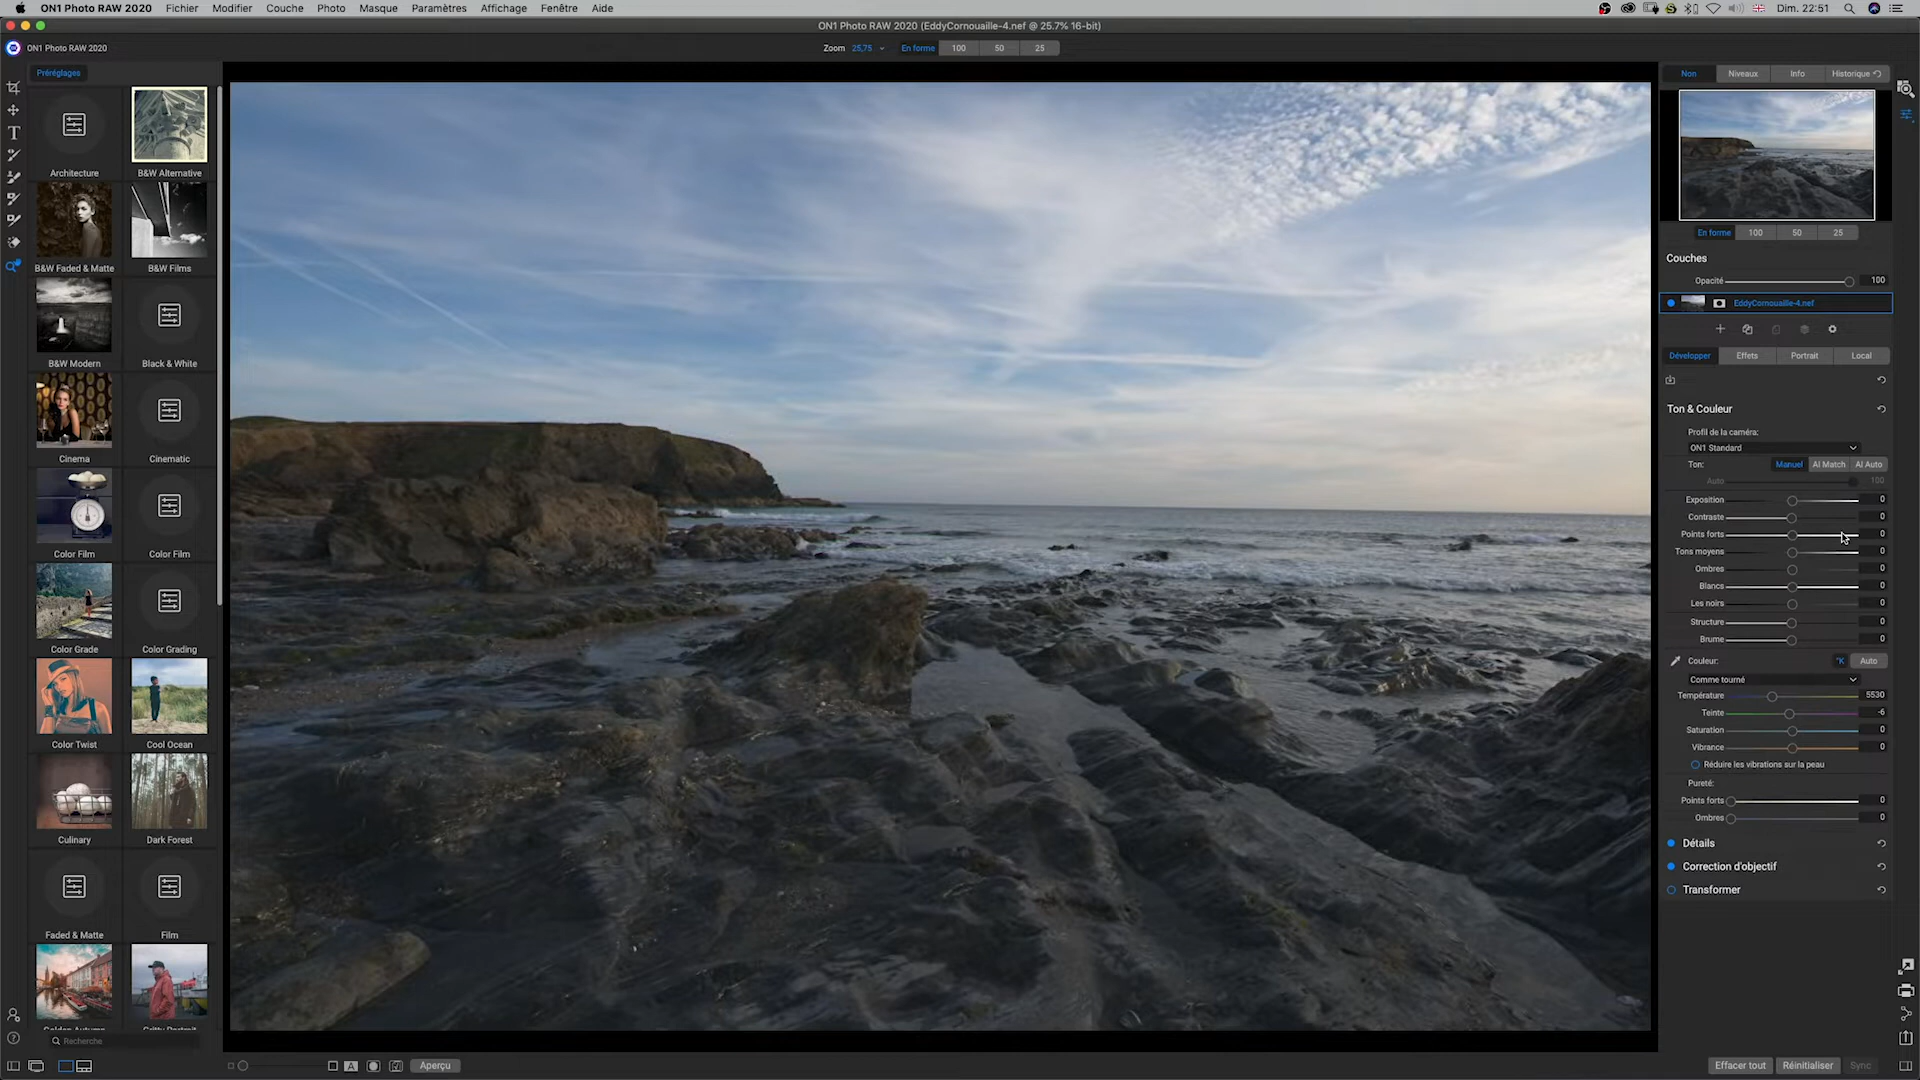 ON1 Photo RAW 2020 Fichier Modifier Couche Photo Masque Paramètres Affichage Fenêtre Aide Dim. 22:51
ON1 Photo RAW 2020 (EddyCornouaille-4.nef @ 25.7% 16-bit)
ON1 Photo RAW 2020
Zoom 25,75 En forme 100 50 25
Préréglages
Architecture B&W Alternative
B&W Faded & Matte B&W Films
B&W Modern Black & White
Cinema Cinematic
Color Film Color Film
Color Grade Color Grading
Color Twist Cool Ocean
Culinary Dark Forest
Faded & Matte Film
Golden Autumn Gritty Portrait
Recherche
Aperçu
Non Niveaux Info Historique
En forme 100 50 25
Couches
Opacité 100
EddyCornouaille-4.nef
Développer Effets Portrait Local
Ton & Couleur
Profil de la caméra:
ON1 Standard
Ton: Manuel AI Match AI Auto
Auto 100
Exposition 0
Contraste 0
Points forts 0
Tons moyens 0
Ombres 0
Blancs 0
Les noirs 0
Structure 0
Brume 0
Couleur: °K Auto
Comme tourné
Température 5530
Teinte -6
Saturation 0
Vibrance 0
Réduire les vibrations sur la peau
Pureté:
Points forts 0
Ombres 0
Détails
Correction d'objectif
Transformer
Effacer tout Réinitialiser Sync